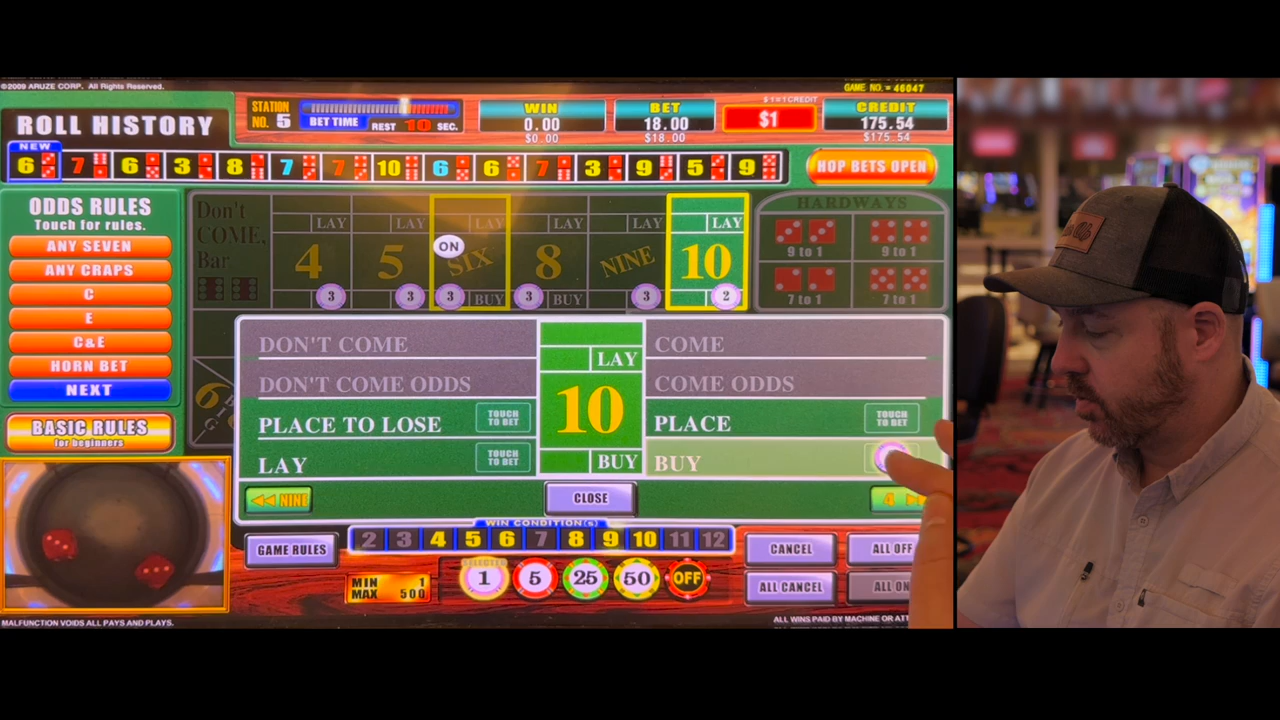 ©2009 ARUZE CORP. All Rights Reserved.
GAME NO.= 46047
ROLL HISTORY
STATION NO. 5
BET TIME REST 10 SEC.
WIN
0.00
$0.00
BET
18.00
$18.00
$1=1CREDIT
$1
CREDIT
175.54
$175.54
NEW
6 7 6 3 8 7 7 10 6 6 7 3 9 5 9
HOP BETS OPEN
ODDS RULES
Touch for rules.
ANY SEVEN
ANY CRAPS
C
E
C&E
HORN BET
NEXT
BASIC RULES
for beginners
Don't
COME,
Bar
LAY LAY LAY LAY LAY LAY
ON
4 5 SIX 8 NINE 10
3 3 3 BUY 3 BUY 3 2
HARDWAYS
9 to 1 9 to 1
7 to 1 7 to 1
6
BIG
DON'T COME
DON'T COME ODDS
PLACE TO LOSE TOUCH TO BET
LAY TOUCH TO BET
LAY
10
BUY
COME
COME ODDS
PLACE TOUCH TO BET
BUY
NINE
CLOSE
4
WIN CONDITION(S)
2 3 4 5 6 7 8 9 10 11 12
GAME RULES
MIN 1
MAX 500
SELECTED
1 5 25 50 OFF
CANCEL
ALL OFF
ALL CANCEL
ALL ON
MALFUNCTION VOIDS ALL PAYS AND PLAYS.
ALL WINS PAID BY MACHINE OR